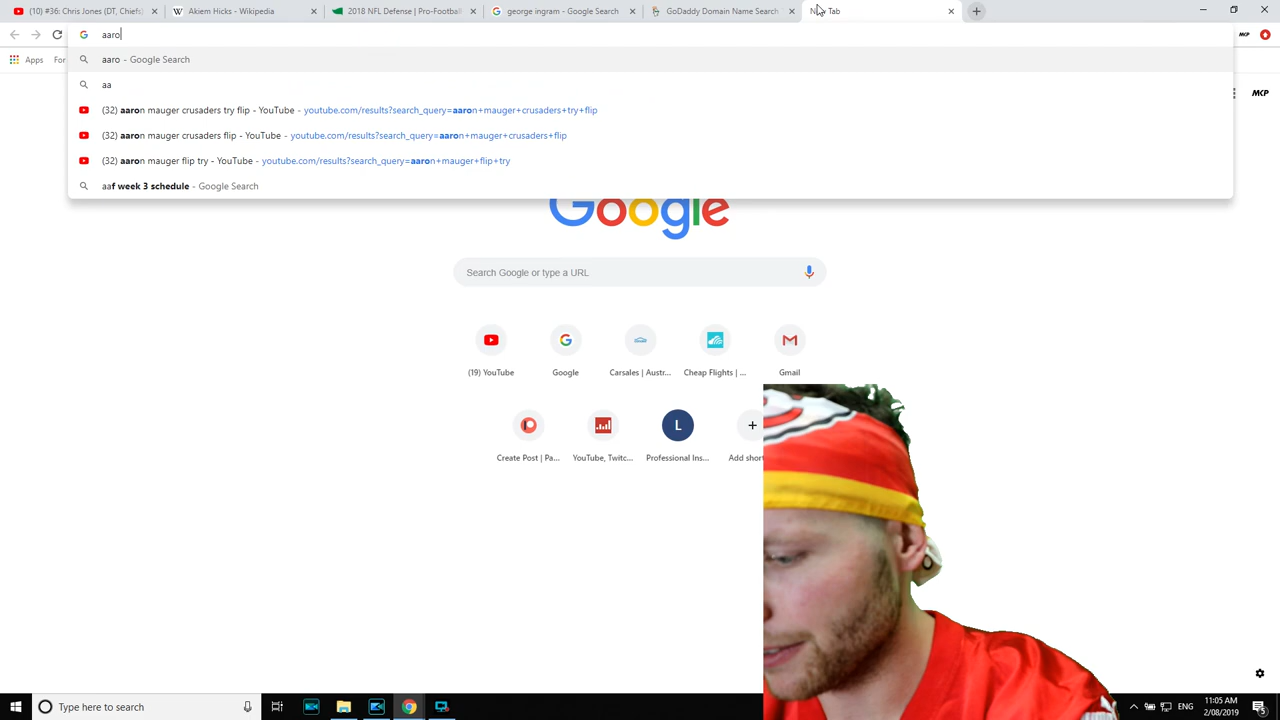 (10) #36: Chris Jones (DT, Chiefs)
Akiem Hicks - Wikipedia
2018 NFL Defense | Pro-Football
george ingram - Google Search
GoDaddy Domain Name Search
New Tab
aaro
Apps
For
aaro - Google Search
aa
(32) aaron mauger crusaders try flip - YouTube - youtube.com/results?search_query=aaron+mauger+crusaders+try+flip
(32) aaron mauger crusaders flip - YouTube - youtube.com/results?search_query=aaron+mauger+crusaders+flip
(32) aaron mauger flip try - YouTube - youtube.com/results?search_query=aaron+mauger+flip+try
aaf week 3 schedule - Google Search
MCP
MCP
Google
Search Google or type a URL
(19) YouTube
Google
Carsales | Austr...
Cheap Flights | ...
Gmail
L
Create Post | Pa...
YouTube, Twitc...
Professional Ins...
Add short
Type here to search
ENG
11:05 AM
2/08/2019
5